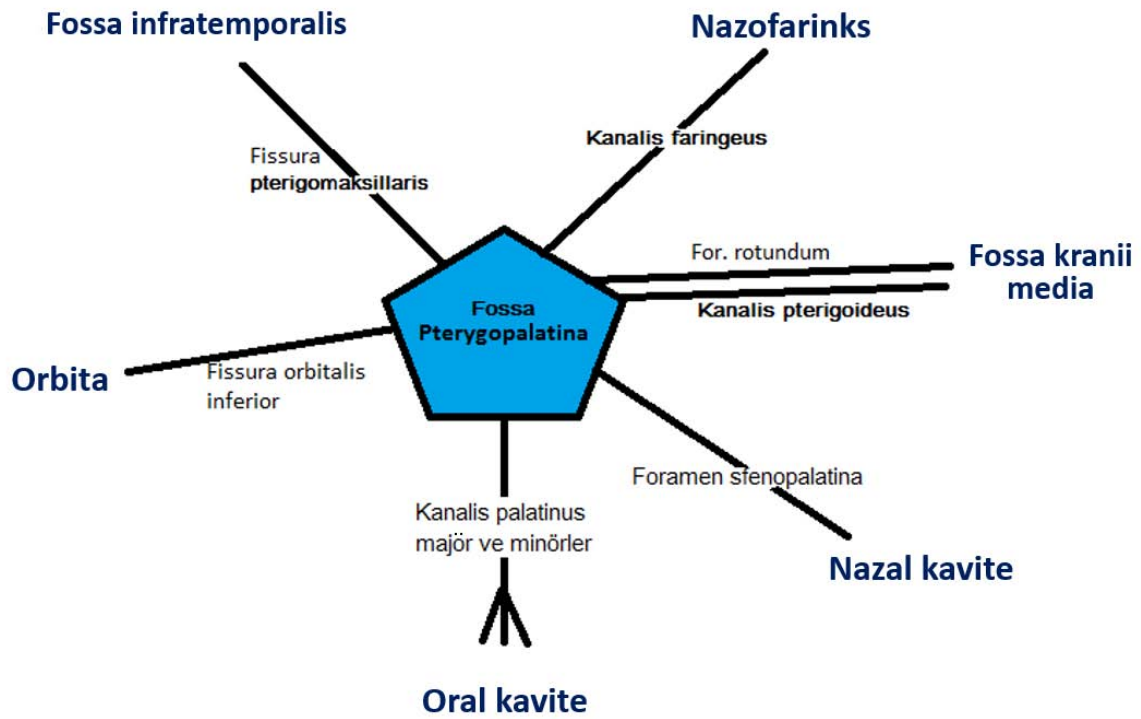 Fossa infratemporalis
Nazofarinks
Kanalis faringeus
Fissura
pterigomaksillaris
For. rotundum
Fossa kranii
media
Kanalis pterigoideus
Fossa
Pterygopalatina
Orbita
Fissura orbitalis
inferior
Foramen sfenopalatina
Kanalis palatinus
majör ve minörler
Nazal kavite
Oral kavite